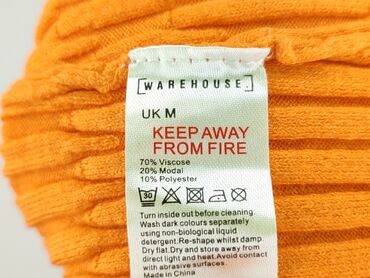 [WAREHOUSE.]
UK M
KEEP AWAY
FROM FIRE
70% Viscose
20% Modal
10% Polyester
30
Turn inside out before cleaning.
Wash dark colours separately
using non-biological liquid
detergent.Re-shape whilst damp.
Dry flat.Dry and store away from
direct light and heat.Avoid contact
with abrasive surfaces.
Made in China